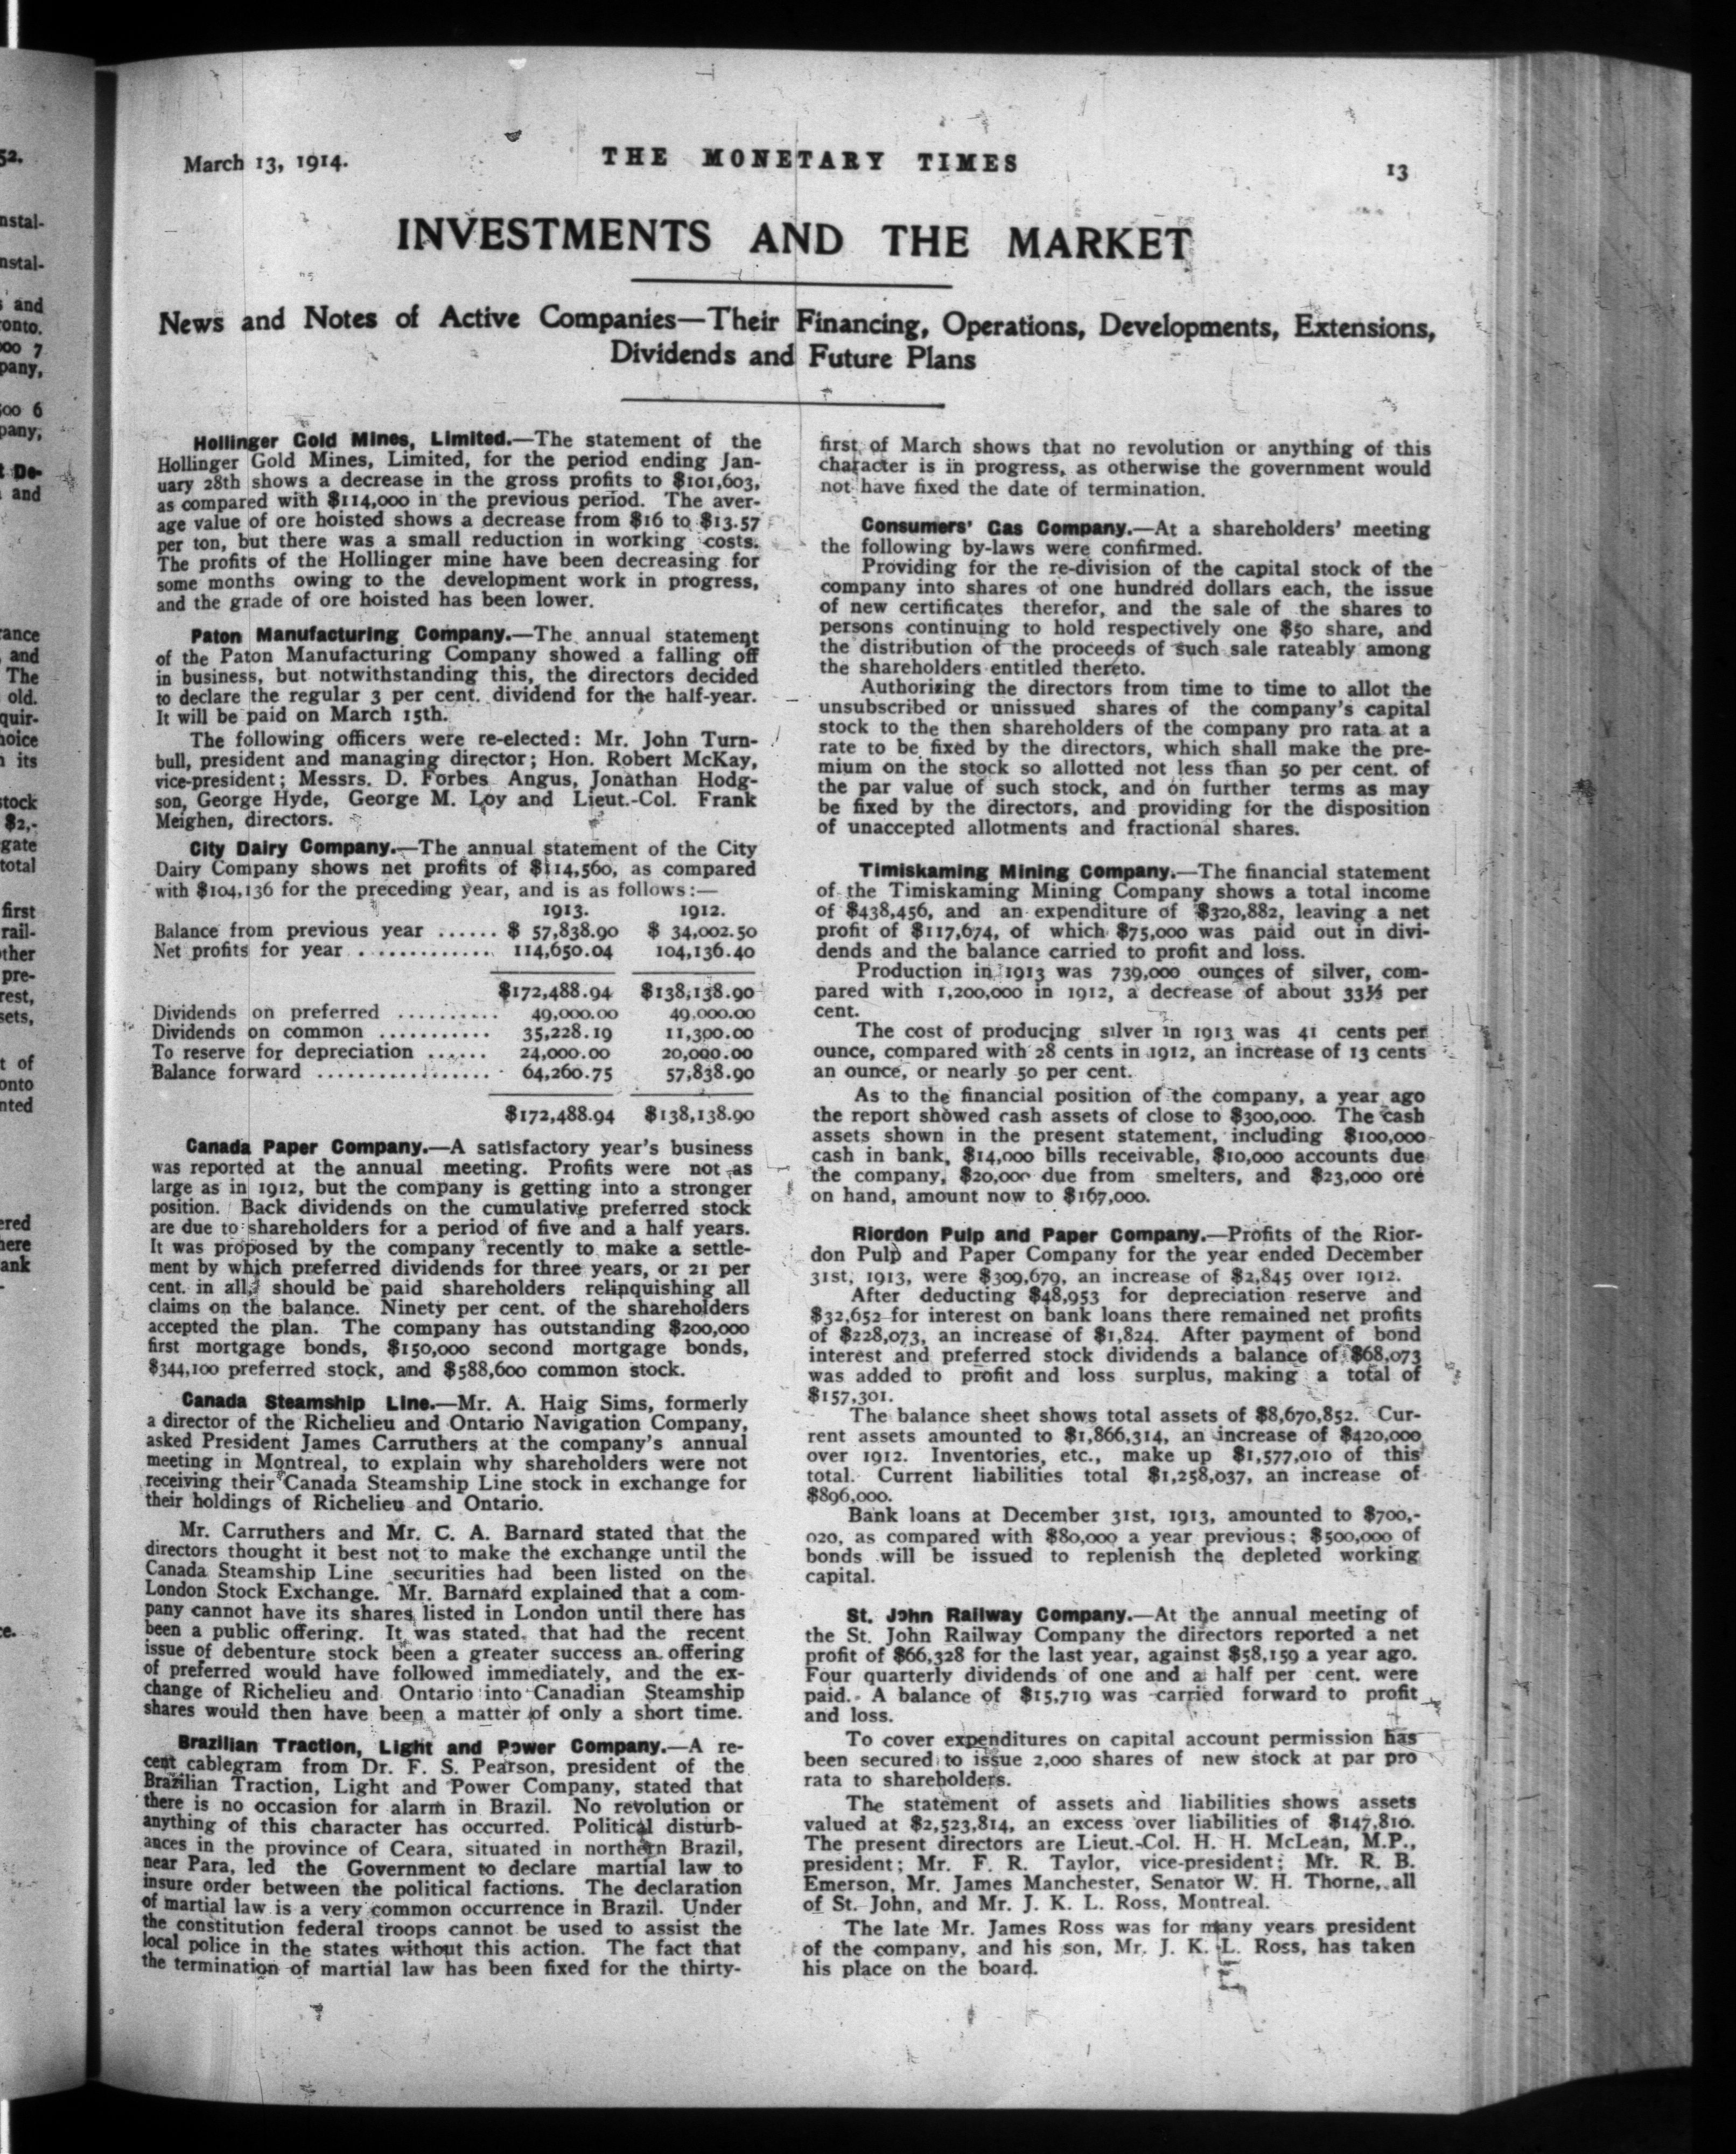 52.
nstal-
nstal-
s and
onto.
000 7
pany,
500 6
pany,
t De-
and
rance
and
The
old.
quir-
hoice
its
stock
$2,-
gate
total
first
rail-
other
pre-
rest,
sets,
t of
onto
nted
ered
here
ank
ce.
March 13, 1914.
THE MONETARY TIMES
13
INVESTMENTS AND THE MARKET
News and Notes of Active Companies—Their Financing, Operations, Developments, Extensions,
Dividends and Future Plans
Hollinger Gold Mines, Limited.—The statement of the
Hollinger Gold Mines, Limited, for the period ending Jan-
uary 28th shows a decrease in the gross profits to $101,603,
as compared with $114,000 in the previous period. The aver-
age value of ore hoisted shows a decrease from $16 to $13.57
per ton, but there was a small reduction in working costs.
The profits of the Hollinger mine have been decreasing for
some months owing to the development work in progress,
and the grade of ore hoisted has been lower.
Paton Manufacturing Company.—The annual statement
of the Paton Manufacturing Company showed a falling off
in business, but notwithstanding this, the directors decided
to declare the regular 3 per cent. dividend for the half-year.
It will be paid on March 15th.
The following officers were re-elected: Mr. John Turn-
bull, president and managing director; Hon. Robert McKay,
vice-president; Messrs. D. Forbes Angus, Jonathan Hodg-
son, George Hyde, George M. Loy and Lieut.-Col. Frank
Meighen, directors.
City Dairy Company.—The annual statement of the City
Dairy Company shows net profits of $114,560, as compared
with $104,136 for the preceding year, and is as follows:—
1913. 1912.
Balance from previous year ...... $ 57,838.90 $ 34,002.50
Net profits for year ............ 114,650.04 104,136.40
$172,488.94 $138,138.90
Dividends on preferred .......... 49,000.00 49,000.00
Dividends on common ........... 35,228.19 11,300.00
To reserve for depreciation ...... 24,000.00 20,000.00
Balance forward ................. 64,260.75 57,838.90
$172,488.94 $138,138.90
Canada Paper Company.—A satisfactory year's business
was reported at the annual meeting. Profits were not as
large as in 1912, but the company is getting into a stronger
position. Back dividends on the cumulative preferred stock
are due to shareholders for a period of five and a half years.
It was proposed by the company recently to make a settle-
ment by which preferred dividends for three years, or 21 per
cent. in all, should be paid shareholders relinquishing all
claims on the balance. Ninety per cent. of the shareholders
accepted the plan. The company has outstanding $200,000
first mortgage bonds, $150,000 second mortgage bonds,
$344,100 preferred stock, and $588,600 common stock.
Canada Steamship Line.—Mr. A. Haig Sims, formerly
a director of the Richelieu and Ontario Navigation Company,
asked President James Carruthers at the company's annual
meeting in Montreal, to explain why shareholders were not
receiving their Canada Steamship Line stock in exchange for
their holdings of Richelieu and Ontario.
Mr. Carruthers and Mr. C. A. Barnard stated that the
directors thought it best not to make the exchange until the
Canada Steamship Line securities had been listed on the
London Stock Exchange. Mr. Barnard explained that a com-
pany cannot have its shares listed in London until there has
been a public offering. It was stated that had the recent
issue of debenture stock been a greater success an offering
of preferred would have followed immediately, and the ex-
change of Richelieu and Ontario into Canadian Steamship
shares would then have been a matter of only a short time.
Brazilian Traction, Light and Power Company.—A re-
cent cablegram from Dr. F. S. Pearson, president of the
Brazilian Traction, Light and Power Company, stated that
there is no occasion for alarm in Brazil. No revolution or
anything of this character has occurred. Political disturb-
ances in the province of Ceara, situated in northern Brazil,
near Para, led the Government to declare martial law to
insure order between the political factions. The declaration
of martial law is a very common occurrence in Brazil. Under
the constitution federal troops cannot be used to assist the
local police in the states without this action. The fact that
the termination of martial law has been fixed for the thirty-
first of March shows that no revolution or anything of this
character is in progress, as otherwise the government would
not have fixed the date of termination.
Consumers' Gas Company.—At a shareholders' meeting
the following by-laws were confirmed.
Providing for the re-division of the capital stock of the
company into shares of one hundred dollars each, the issue
of new certificates therefor, and the sale of the shares to
persons continuing to hold respectively one $50 share, and
the distribution of the proceeds of such sale rateably among
the shareholders entitled thereto.
Authorizing the directors from time to time to allot the
unsubscribed or unissued shares of the company's capital
stock to the then shareholders of the company pro rata at a
rate to be fixed by the directors, which shall make the pre-
mium on the stock so allotted not less than 50 per cent. of
the par value of such stock, and on further terms as may
be fixed by the directors, and providing for the disposition
of unaccepted allotments and fractional shares.
Timiskaming Mining Company.—The financial statement
of the Timiskaming Mining Company shows a total income
of $438,456, and an expenditure of $320,882, leaving a net
profit of $117,674, of which $75,000 was paid out in divi-
dends and the balance carried to profit and loss.
Production in 1913 was 739,000 ounces of silver, com-
pared with 1,200,000 in 1912, a decrease of about 33⅓ per
cent.
The cost of producing silver in 1913 was 41 cents per
ounce, compared with 28 cents in 1912, an increase of 13 cents
an ounce, or nearly 50 per cent.
As to the financial position of the company, a year ago
the report showed cash assets of close to $300,000. The cash
assets shown in the present statement, including $100,000
cash in bank, $14,000 bills receivable, $10,000 accounts due
the company, $20,000 due from smelters, and $23,000 ore
on hand, amount now to $167,000.
Riordon Pulp and Paper Company.—Profits of the Rior-
don Pulp and Paper Company for the year ended December
31st, 1913, were $309,679, an increase of $2,845 over 1912.
After deducting $48,953 for depreciation reserve and
$32,652 for interest on bank loans there remained net profits
of $228,073, an increase of $1,824. After payment of bond
interest and preferred stock dividends a balance of $68,073
was added to profit and loss surplus, making a total of
$157,301.
The balance sheet shows total assets of $8,670,852. Cur-
rent assets amounted to $1,866,314, an increase of $420,000
over 1912. Inventories, etc., make up $1,577,010 of this
total. Current liabilities total $1,258,037, an increase of
$896,000.
Bank loans at December 31st, 1913, amounted to $700,-
020, as compared with $80,000 a year previous; $500,000 of
bonds will be issued to replenish the depleted working
capital.
St. John Railway Company.—At the annual meeting of
the St. John Railway Company the directors reported a net
profit of $66,328 for the last year, against $58,159 a year ago.
Four quarterly dividends of one and a half per cent. were
paid. A balance of $15,719 was carried forward to profit
and loss.
To cover expenditures on capital account permission has
been secured to issue 2,000 shares of new stock at par pro
rata to shareholders.
The statement of assets and liabilities shows assets
valued at $2,523,814, an excess over liabilities of $147,810.
The present directors are Lieut.-Col. H. H. McLean, M.P.,
president; Mr. F. R. Taylor, vice-president; Mr. R. B.
Emerson, Mr. James Manchester, Senator W. H. Thorne, all
of St. John, and Mr. J. K. L. Ross, Montreal.
The late Mr. James Ross was for many years president
of the company, and his son, Mr. J. K. L. Ross, has taken
his place on the board.